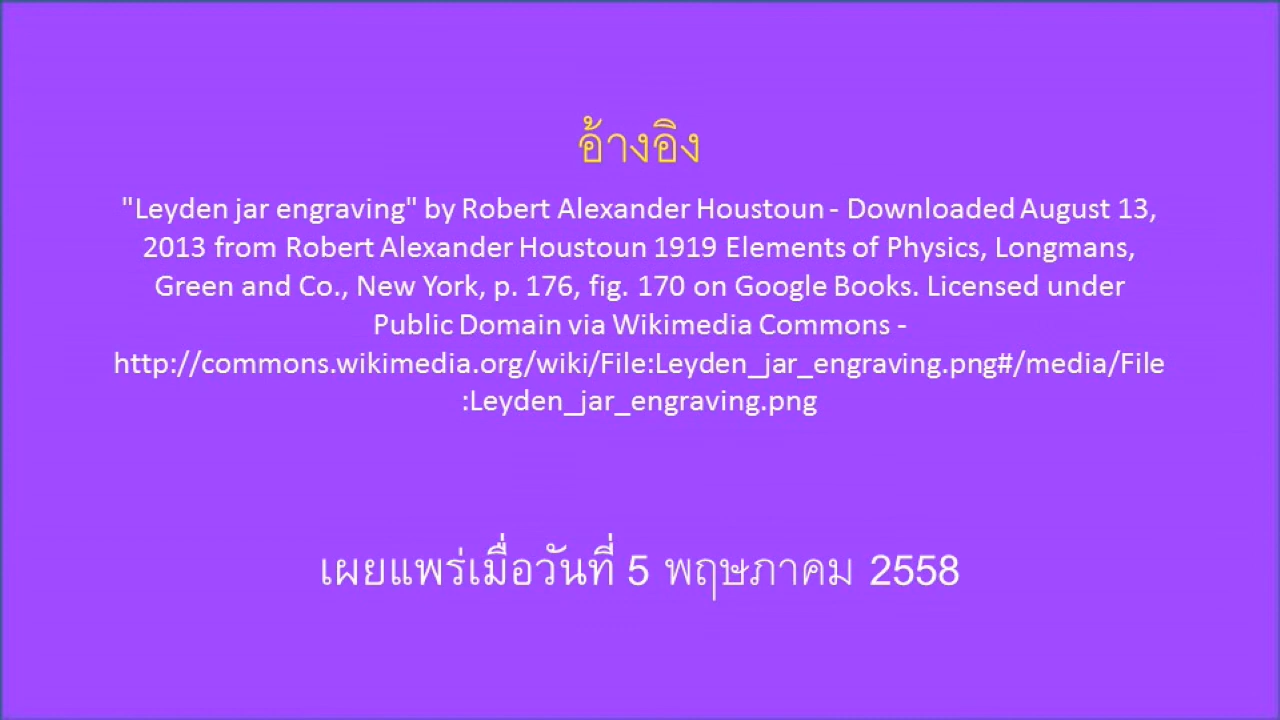 อ้างอิง
"Leyden jar engraving" by Robert Alexander Houstoun - Downloaded August 13,
2013 from Robert Alexander Houstoun 1919 Elements of Physics, Longmans,
Green and Co., New York, p. 176, fig. 170 on Google Books. Licensed under
Public Domain via Wikimedia Commons -
http://commons.wikimedia.org/wiki/File:Leyden_jar_engraving.png#/media/File
:Leyden_jar_engraving.png
เผยแพร่เมื่อวันที่ 5 พฤษภาคม 2558